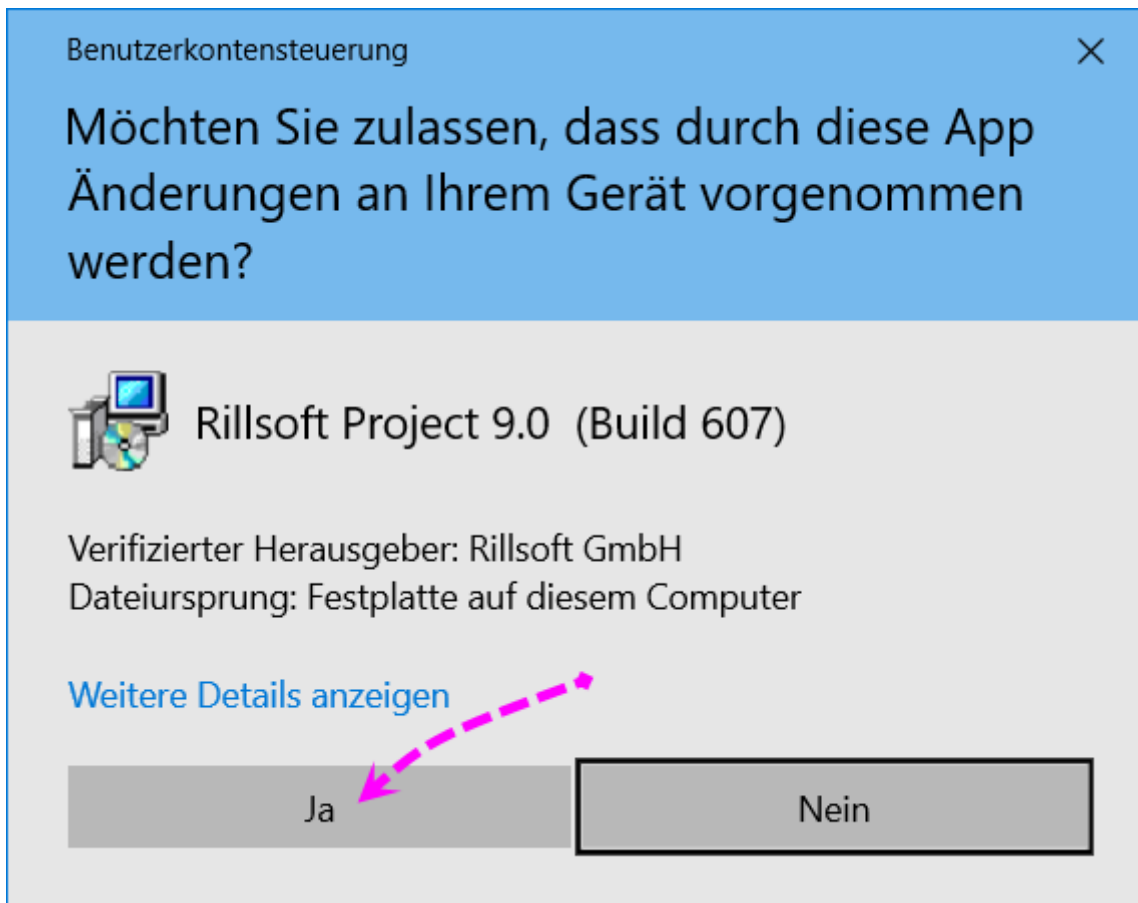 Benutzerkontensteuerung
Möchten Sie zulassen, dass durch diese App
Änderungen an Ihrem Gerät vorgenommen
werden?
Rillsoft Project 9.0  (Build 607)
Verifizierter Herausgeber: Rillsoft GmbH
Dateiursprung: Festplatte auf diesem Computer
Weitere Details anzeigen
Ja
Nein